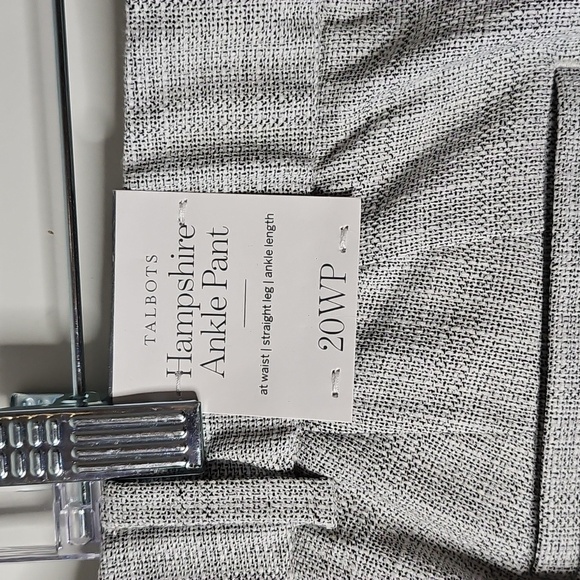 TALBOTS
Hampshire
Ankle Pant
at waist | straight leg | ankle length
20WP